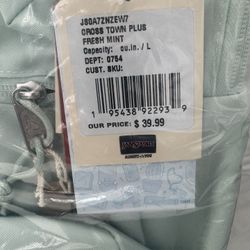 JS0A7ZNZEW7
CROSS TOWN PLUS
FRESH MINT
Capacity: cu.in. / L
DEPT: 0754
CUST. SKU:
1 95438 92293 9
OUR PRICE: $ 39.99
JANSPORT